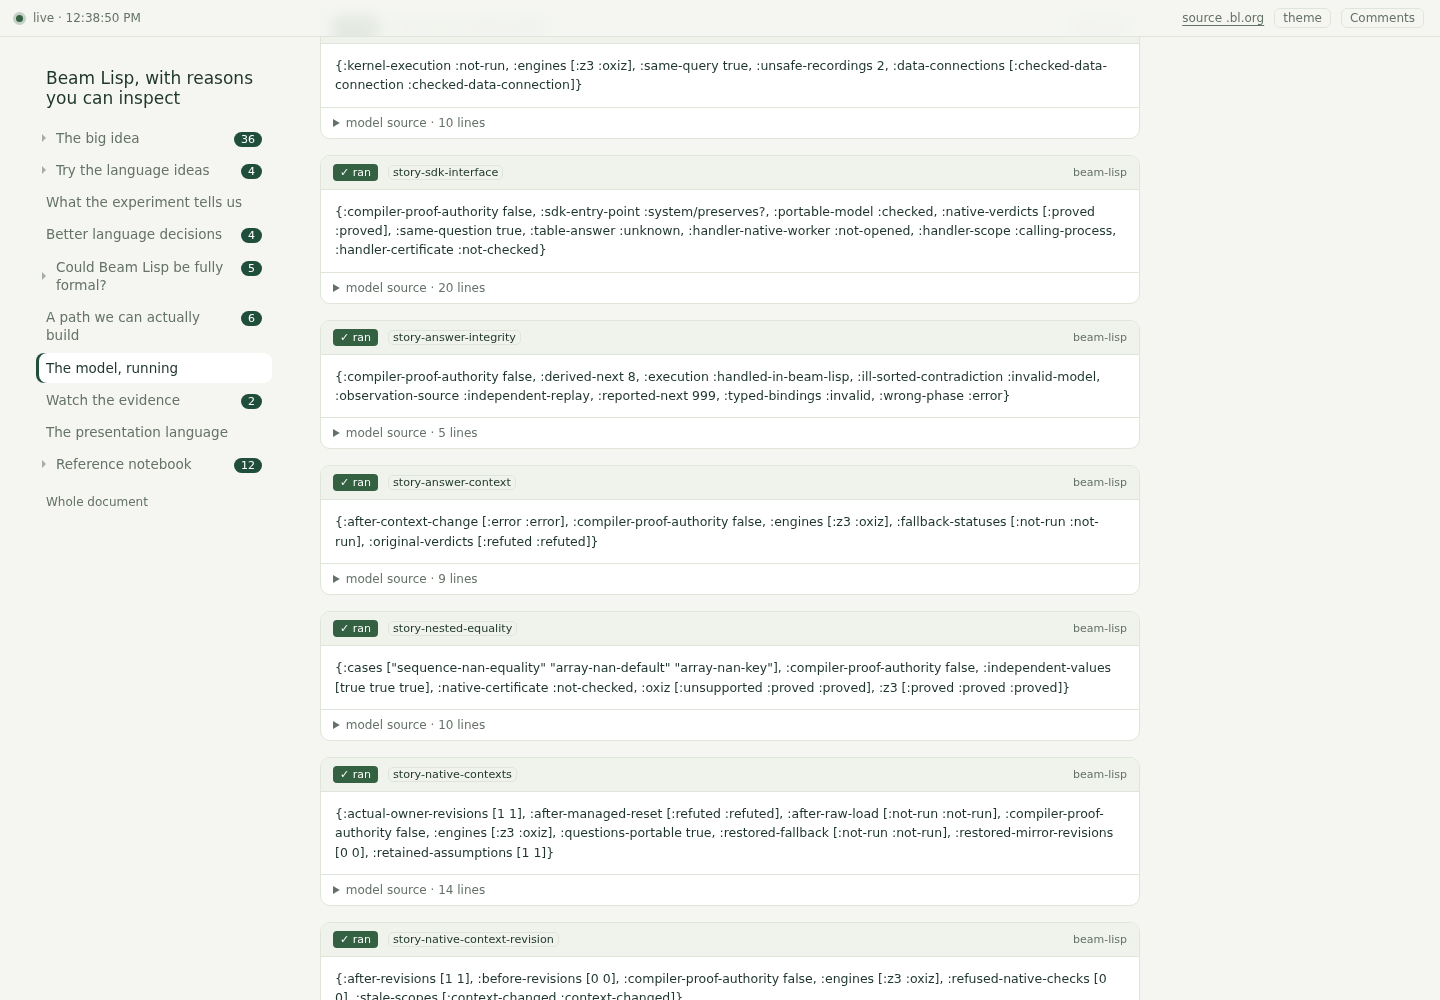 live · 12:38:50 PM
source .bl.org
theme
Comments
Beam Lisp, with reasons
you can inspect
The big idea
36
Try the language ideas
4
What the experiment tells us
Better language decisions
4
Could Beam Lisp be fully
formal?
5
A path we can actually
build
6
The model, running
Watch the evidence
2
The presentation language
Reference notebook
12
Whole document
{:kernel-execution :not-run, :engines [:z3 :oxiz], :same-query true, :unsafe-recordings 2, :data-connections [:checked-data-
connection :checked-data-connection]}
model source · 10 lines
✓ ran
story-sdk-interface
beam-lisp
{:compiler-proof-authority false, :sdk-entry-point :system/preserves?, :portable-model :checked, :native-verdicts [:proved
:proved], :same-question true, :table-answer :unknown, :handler-native-worker :not-opened, :handler-scope :calling-process,
:handler-certificate :not-checked}
model source · 20 lines
✓ ran
story-answer-integrity
beam-lisp
{:compiler-proof-authority false, :derived-next 8, :execution :handled-in-beam-lisp, :ill-sorted-contradiction :invalid-model,
:observation-source :independent-replay, :reported-next 999, :typed-bindings :invalid, :wrong-phase :error}
model source · 5 lines
✓ ran
story-answer-context
beam-lisp
{:after-context-change [:error :error], :compiler-proof-authority false, :engines [:z3 :oxiz], :fallback-statuses [:not-run :not-
run], :original-verdicts [:refuted :refuted]}
model source · 9 lines
✓ ran
story-nested-equality
beam-lisp
{:cases ["sequence-nan-equality" "array-nan-default" "array-nan-key"], :compiler-proof-authority false, :independent-values
[true true true], :native-certificate :not-checked, :oxiz [:unsupported :proved :proved], :z3 [:proved :proved :proved]}
model source · 10 lines
✓ ran
story-native-contexts
beam-lisp
{:actual-owner-revisions [1 1], :after-managed-reset [:refuted :refuted], :after-raw-load [:not-run :not-run], :compiler-proof-
authority false, :engines [:z3 :oxiz], :questions-portable true, :restored-fallback [:not-run :not-run], :restored-mirror-revisions
[0 0], :retained-assumptions [1 1]}
model source · 14 lines
✓ ran
story-native-context-revision
beam-lisp
{:after-revisions [1 1], :before-revisions [0 0], :compiler-proof-authority false, :engines [:z3 :oxiz], :refused-native-checks [0
0], :stale-scopes [:context-changed :context-changed]}